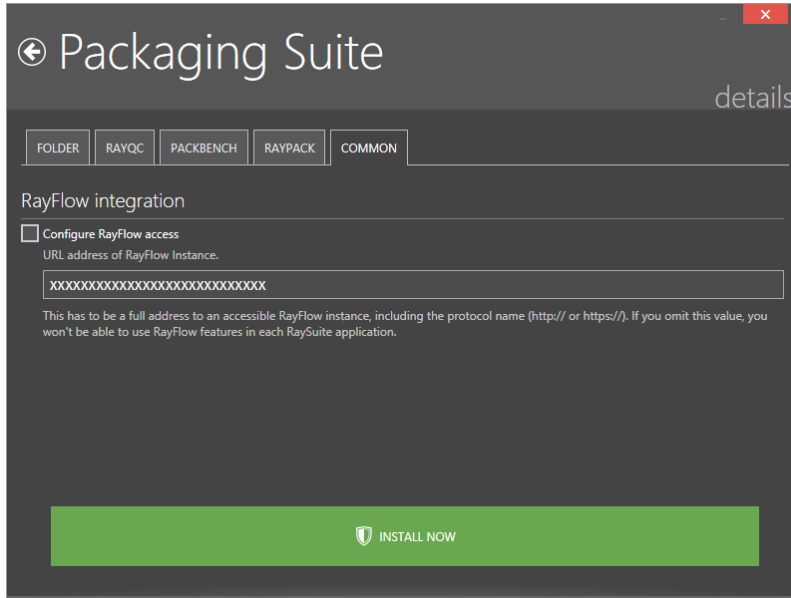 Packaging Suite
details
FOLDER RAYQC PACKBENCH RAYPACK COMMON
RayFlow integration
Configure RayFlow access
URL address of RayFlow Instance.
XXXXXXXXXXXXXXXXXXXXXXXXXXXX
This has to be a full address to an accessible RayFlow instance, including the protocol name (http:// or https://). If you omit this value, you
won't be able to use RayFlow features in each RaySuite application.
INSTALL NOW